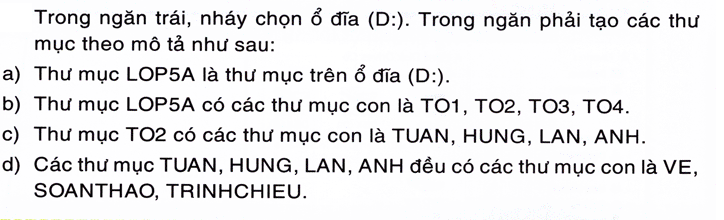 Trong ngăn trái, nháy chọn ổ đĩa (D:). Trong ngăn phải tạo các thư
mục theo mô tả như sau:
a) Thư mục LOP5A là thư mục trên ổ đĩa (D:).
b) Thư mục LOP5A có các thư mục con là TO1, TO2, TO3, TO4.
c) Thư mục TO2 có các thư mục con là TUAN, HUNG, LAN, ANH.
d) Các thư mục TUAN, HUNG, LAN, ANH đều có các thư mục con là VE,
SOANTHAO, TRINHCHIEU.